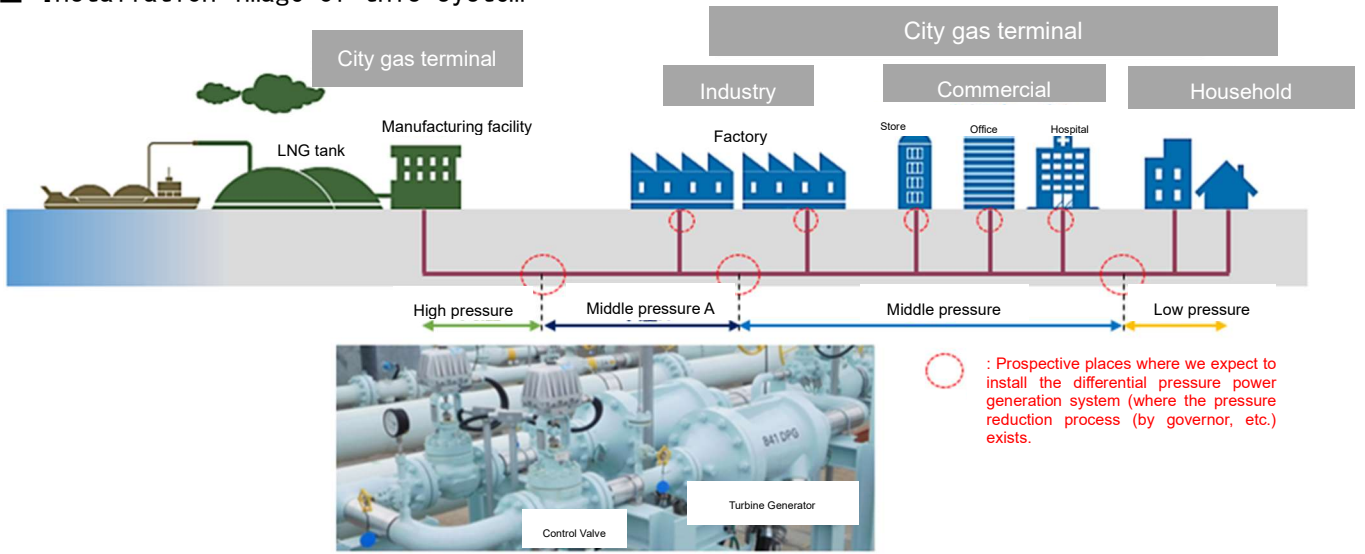 City gas terminal
City gas terminal
Industry
Commercial
Household
Manufacturing facility
LNG tank
Factory
Store
Office
Hospital
High pressure
Middle pressure A
Middle pressure
Low pressure
: Prospective places where we expect to
install the differential pressure power
generation system (where the pressure
reduction process (by governor, etc.)
exists.
B41 DPG
Turbine Generator
Control Valve